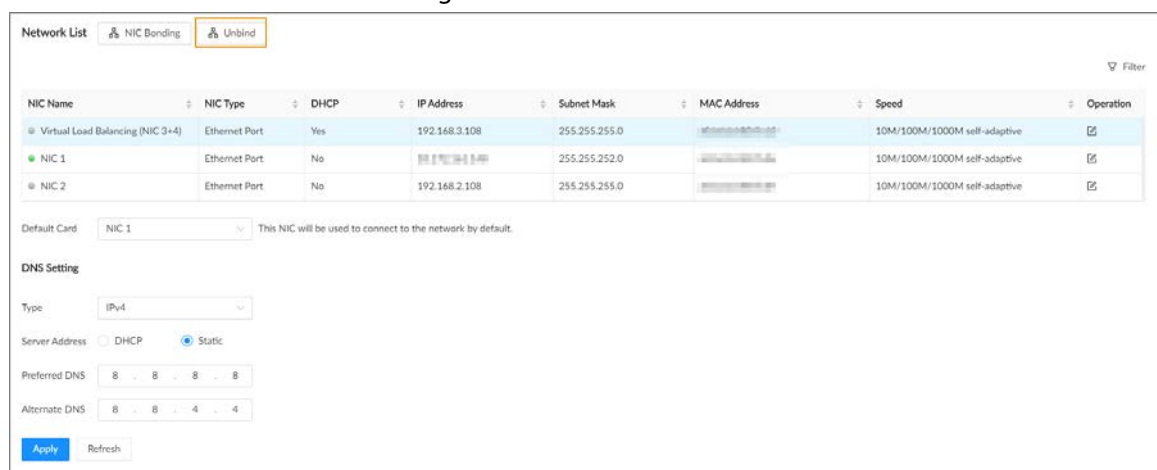 Network List NIC Bonding Unbind
Filter
NIC Name NIC Type DHCP IP Address Subnet Mask MAC Address Speed Operation
Virtual Load Balancing (NIC 3+4) Ethernet Port Yes 192.168.3.108 255.255.255.0 10M/100M/1000M self-adaptive
NIC 1 Ethernet Port No 255.255.252.0 10M/100M/1000M self-adaptive
NIC 2 Ethernet Port No 192.168.2.108 255.255.255.0 10M/100M/1000M self-adaptive
Default Card NIC 1 This NIC will be used to connect to the network by default.
DNS Setting
Type IPv4
Server Address DHCP Static
Preferred DNS 8 . 8 . 8 . 8
Alternate DNS 8 . 8 . 4 . 4
Apply Refresh